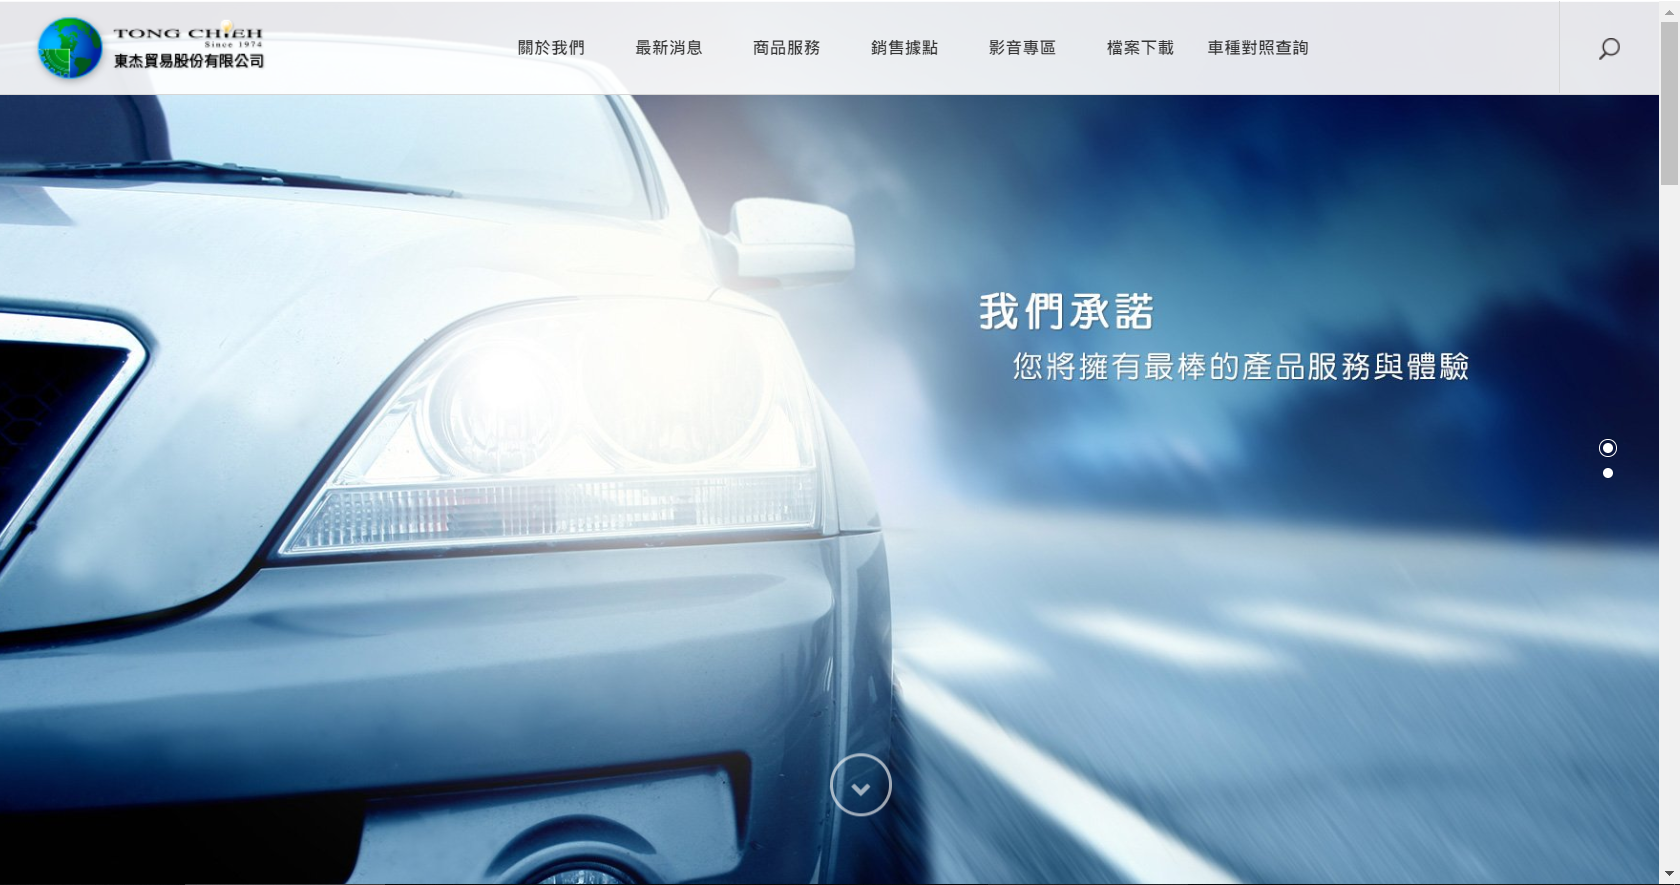 TONG CHIEH
Since 1974
東杰貿易股份有限公司
關於我們
最新消息
商品服務
銷售據點
影音專區
檔案下載
車種對照查詢
我們承諾
您將擁有最棒的產品服務與體驗